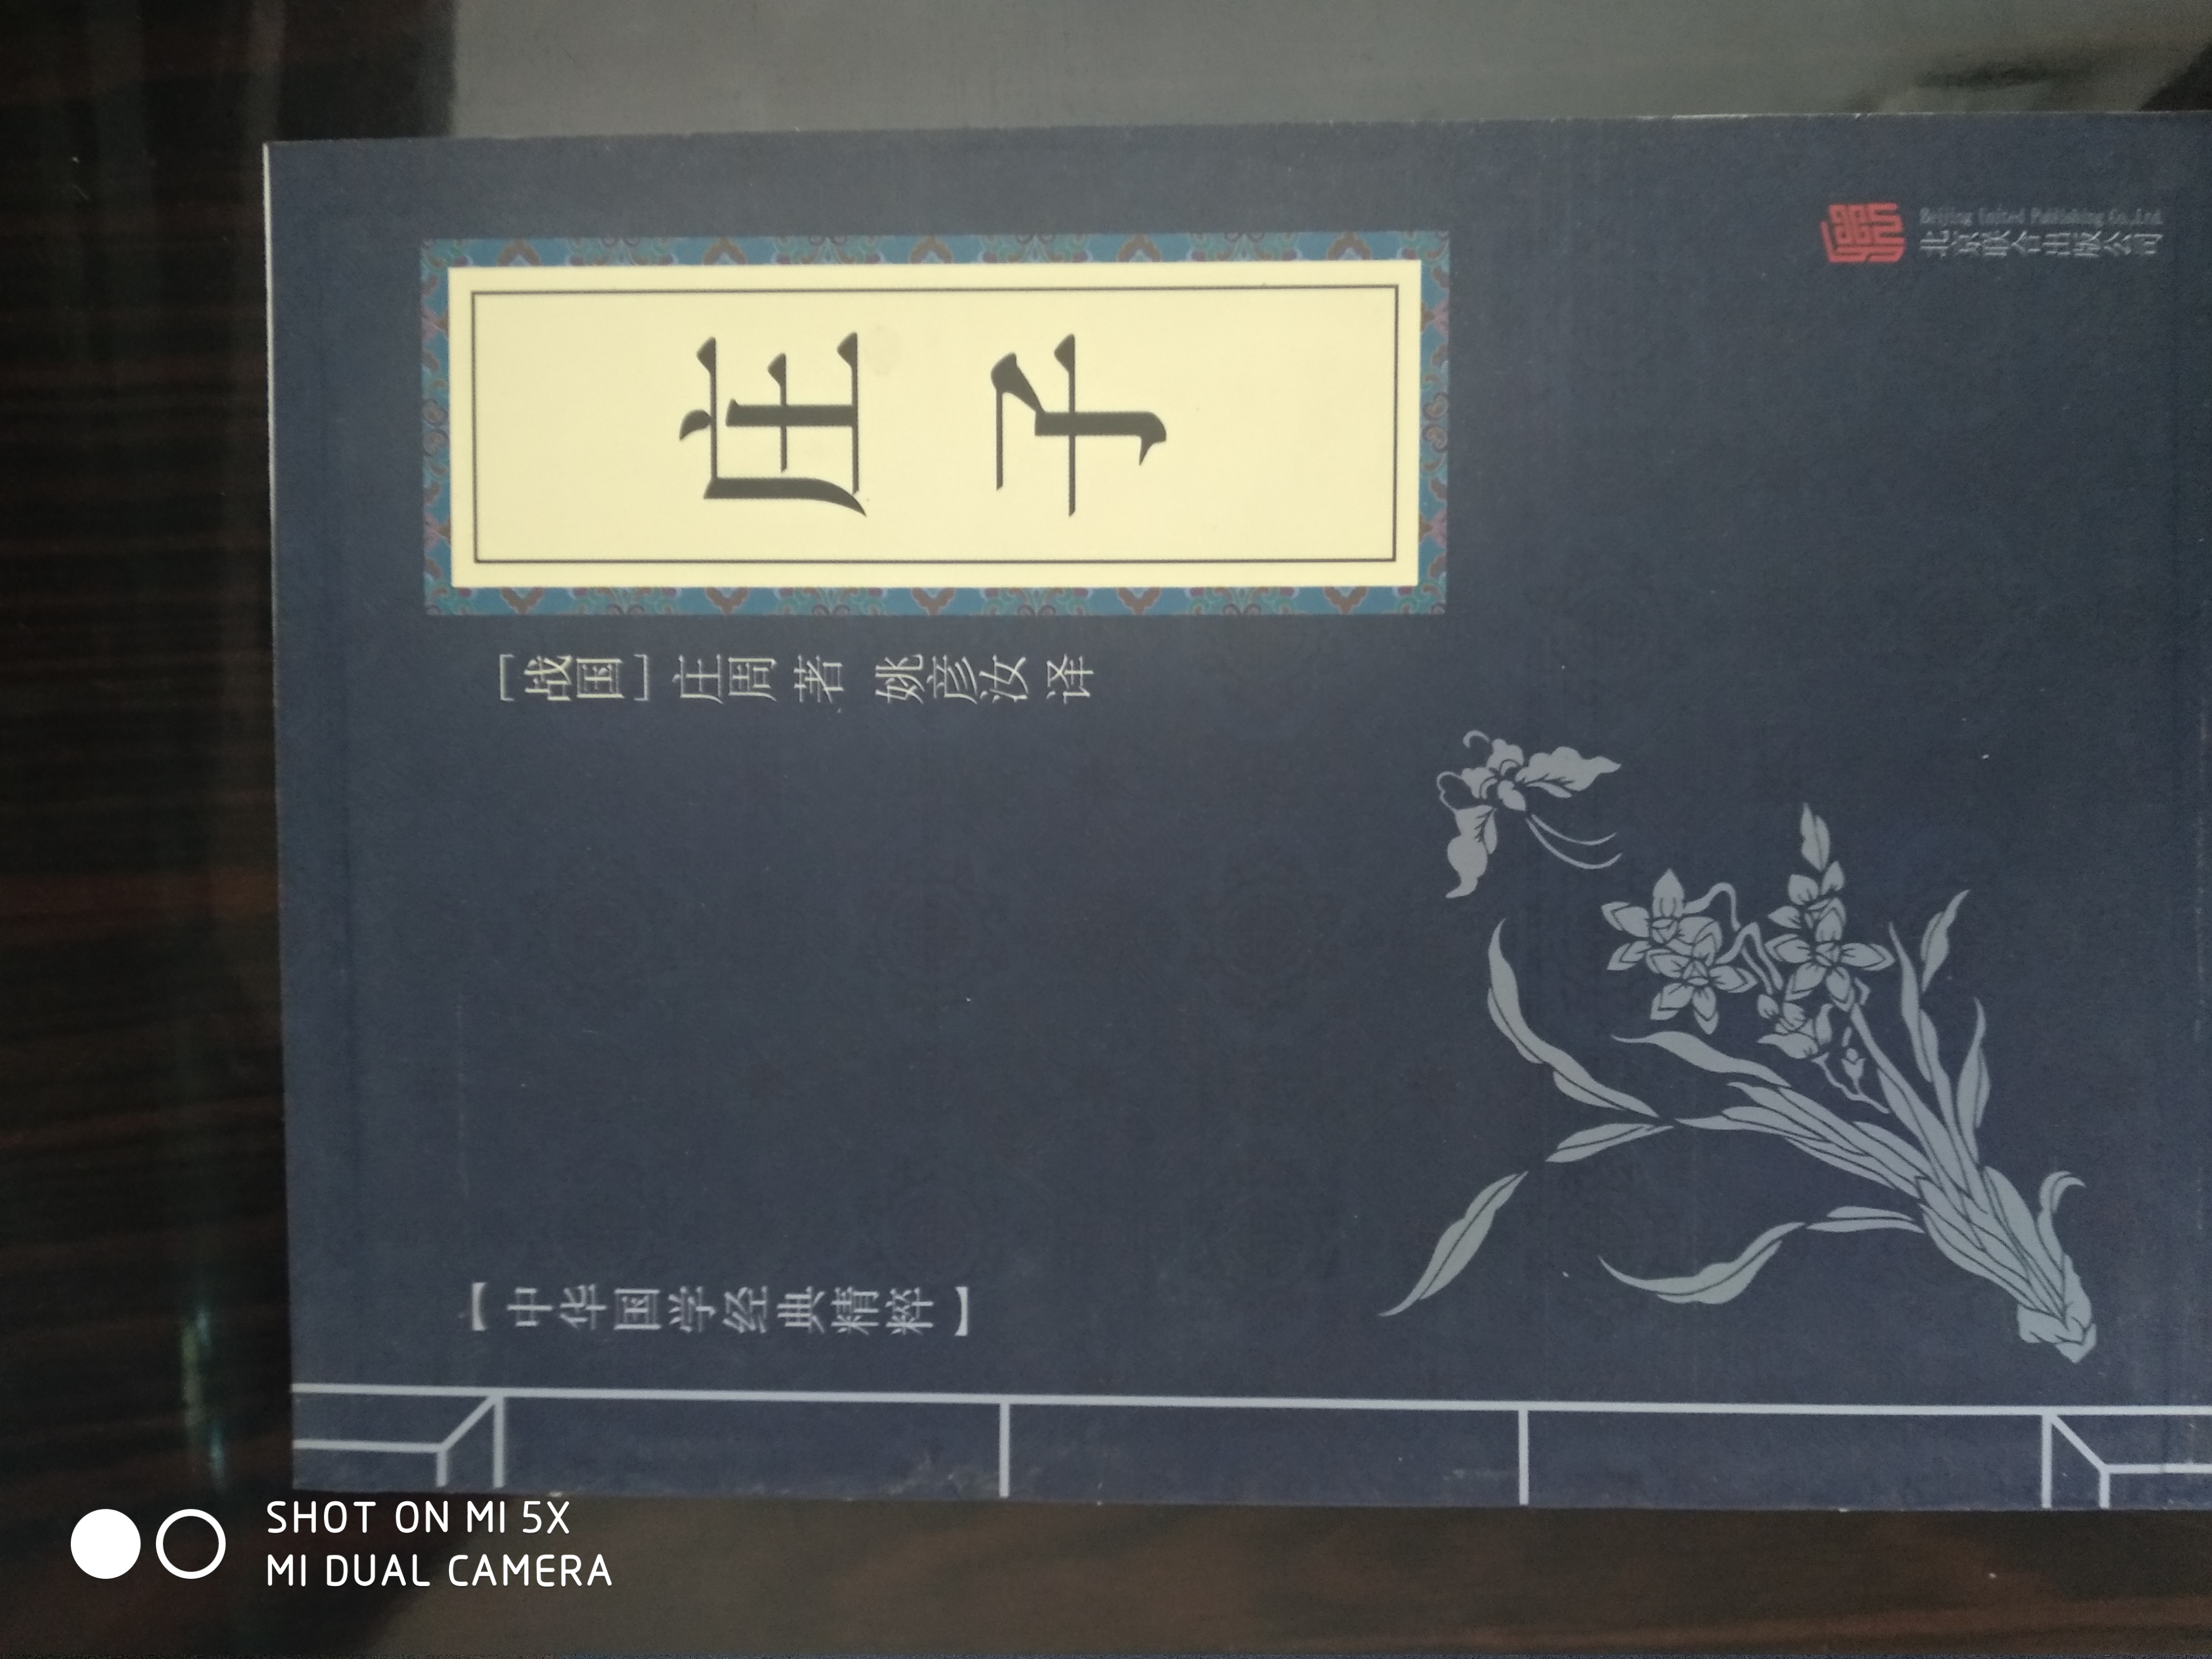 庄子
[战国] 庄周 著 姚彦汝 译
【中华国学经典精粹】
Beijing United Publishing Co.,Ltd.
北京联合出版公司
SHOT ON MI 5X
MI DUAL CAMERA